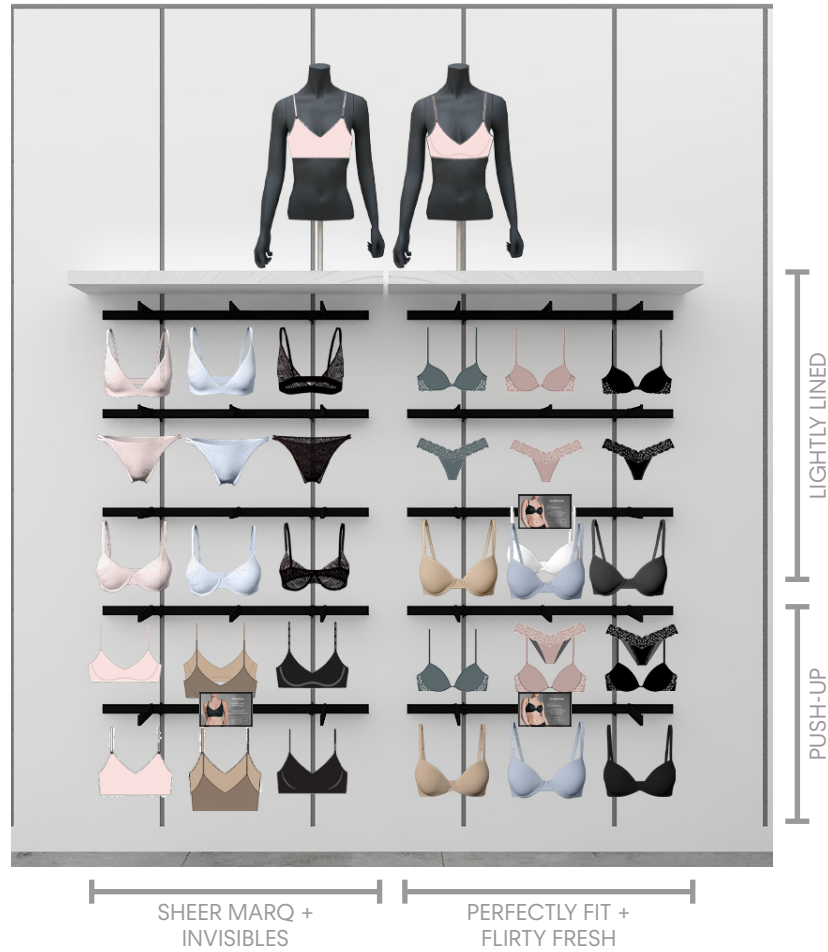 LIGHTLY LINED
PUSH-UP
SHEER MARQ +
INVISIBLES
PERFECTLY FIT +
FLIRTY FRESH